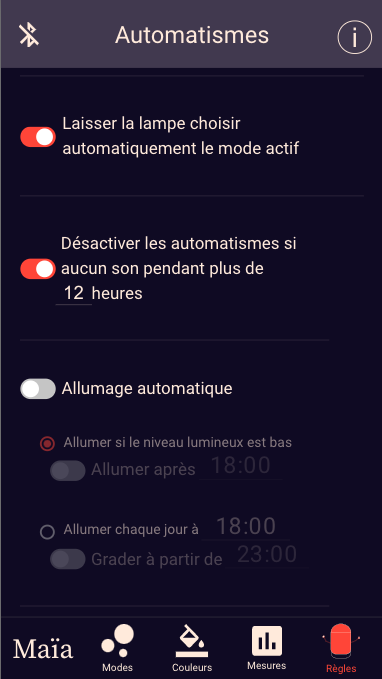 Automatismes
Laisser la lampe choisir
automatiquement le mode actif
Désactiver les automatismes si
aucun son pendant plus de
12 heures
Allumage automatique
Allumer si le niveau lumineux est bas
Allumer après 18:00
Allumer chaque jour à 18:00
Grader à partir de 23:00
Maïa
Modes
Couleurs
Mesures
Règles